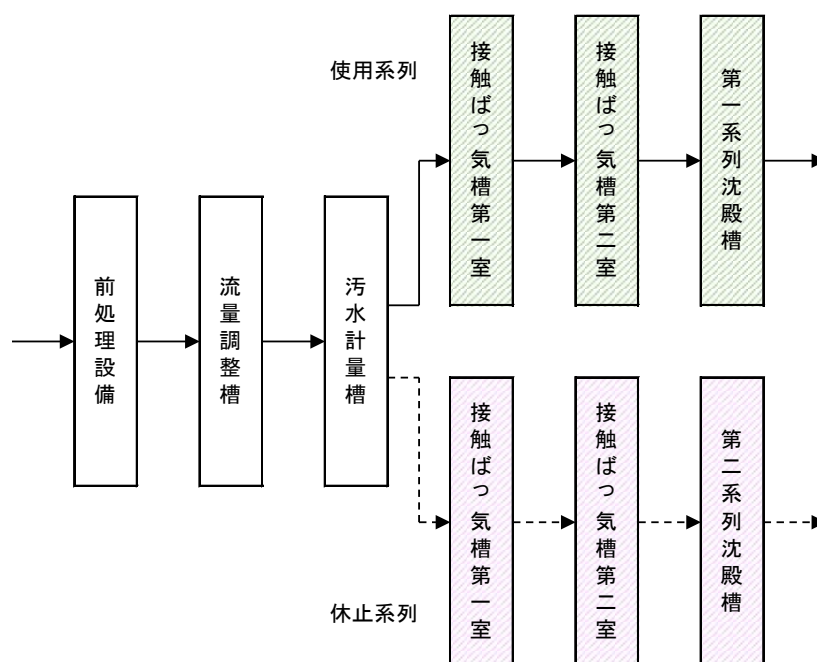 前処理設備
流量調整槽
汚水計量槽
使用系列
接触ばっ気槽第一室
接触ばっ気槽第二室
第一系列沈殿槽
休止系列
接触ばっ気槽第一室
接触ばっ気槽第二室
第二系列沈殿槽